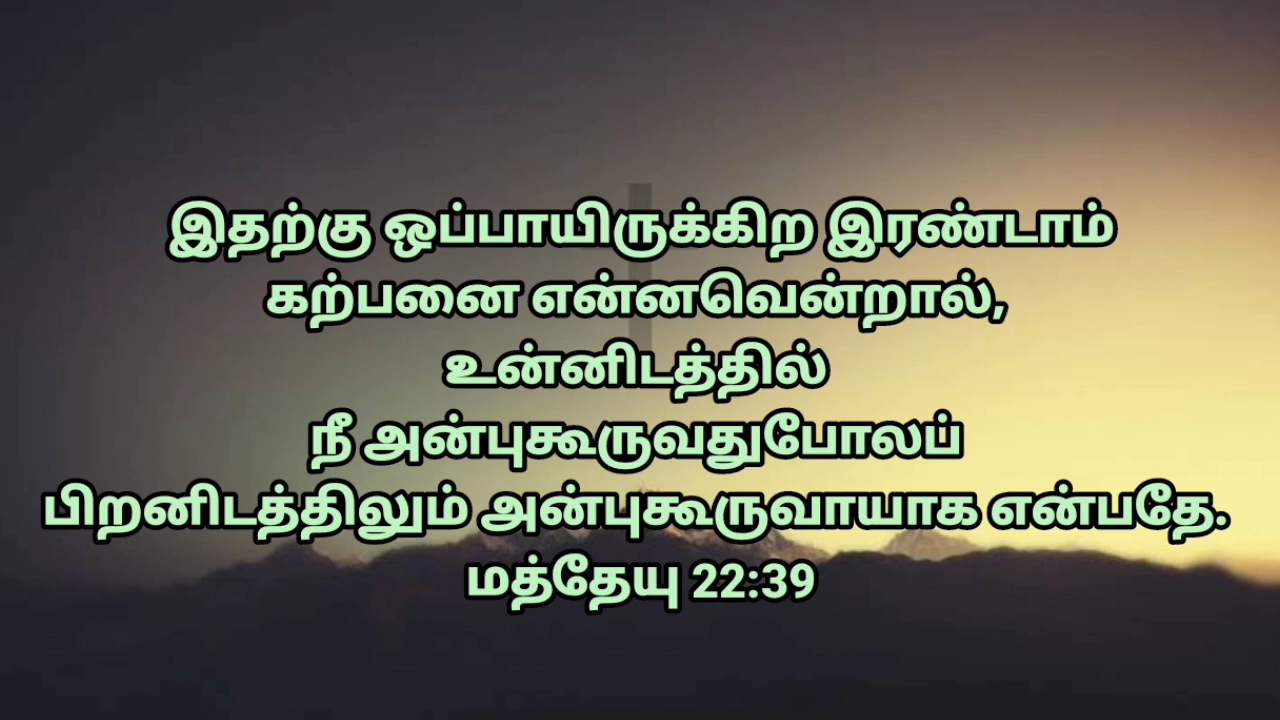 இதற்கு ஒப்பாயிருக்கிற இரண்டாம்
கற்பனை என்னவென்றால்,
உன்னிடத்தில்
நீ அன்புகூருவதுபோலப்
பிறனிடத்திலும் அன்புகூருவாயாக என்பதே.
மத்தேயு 22:39